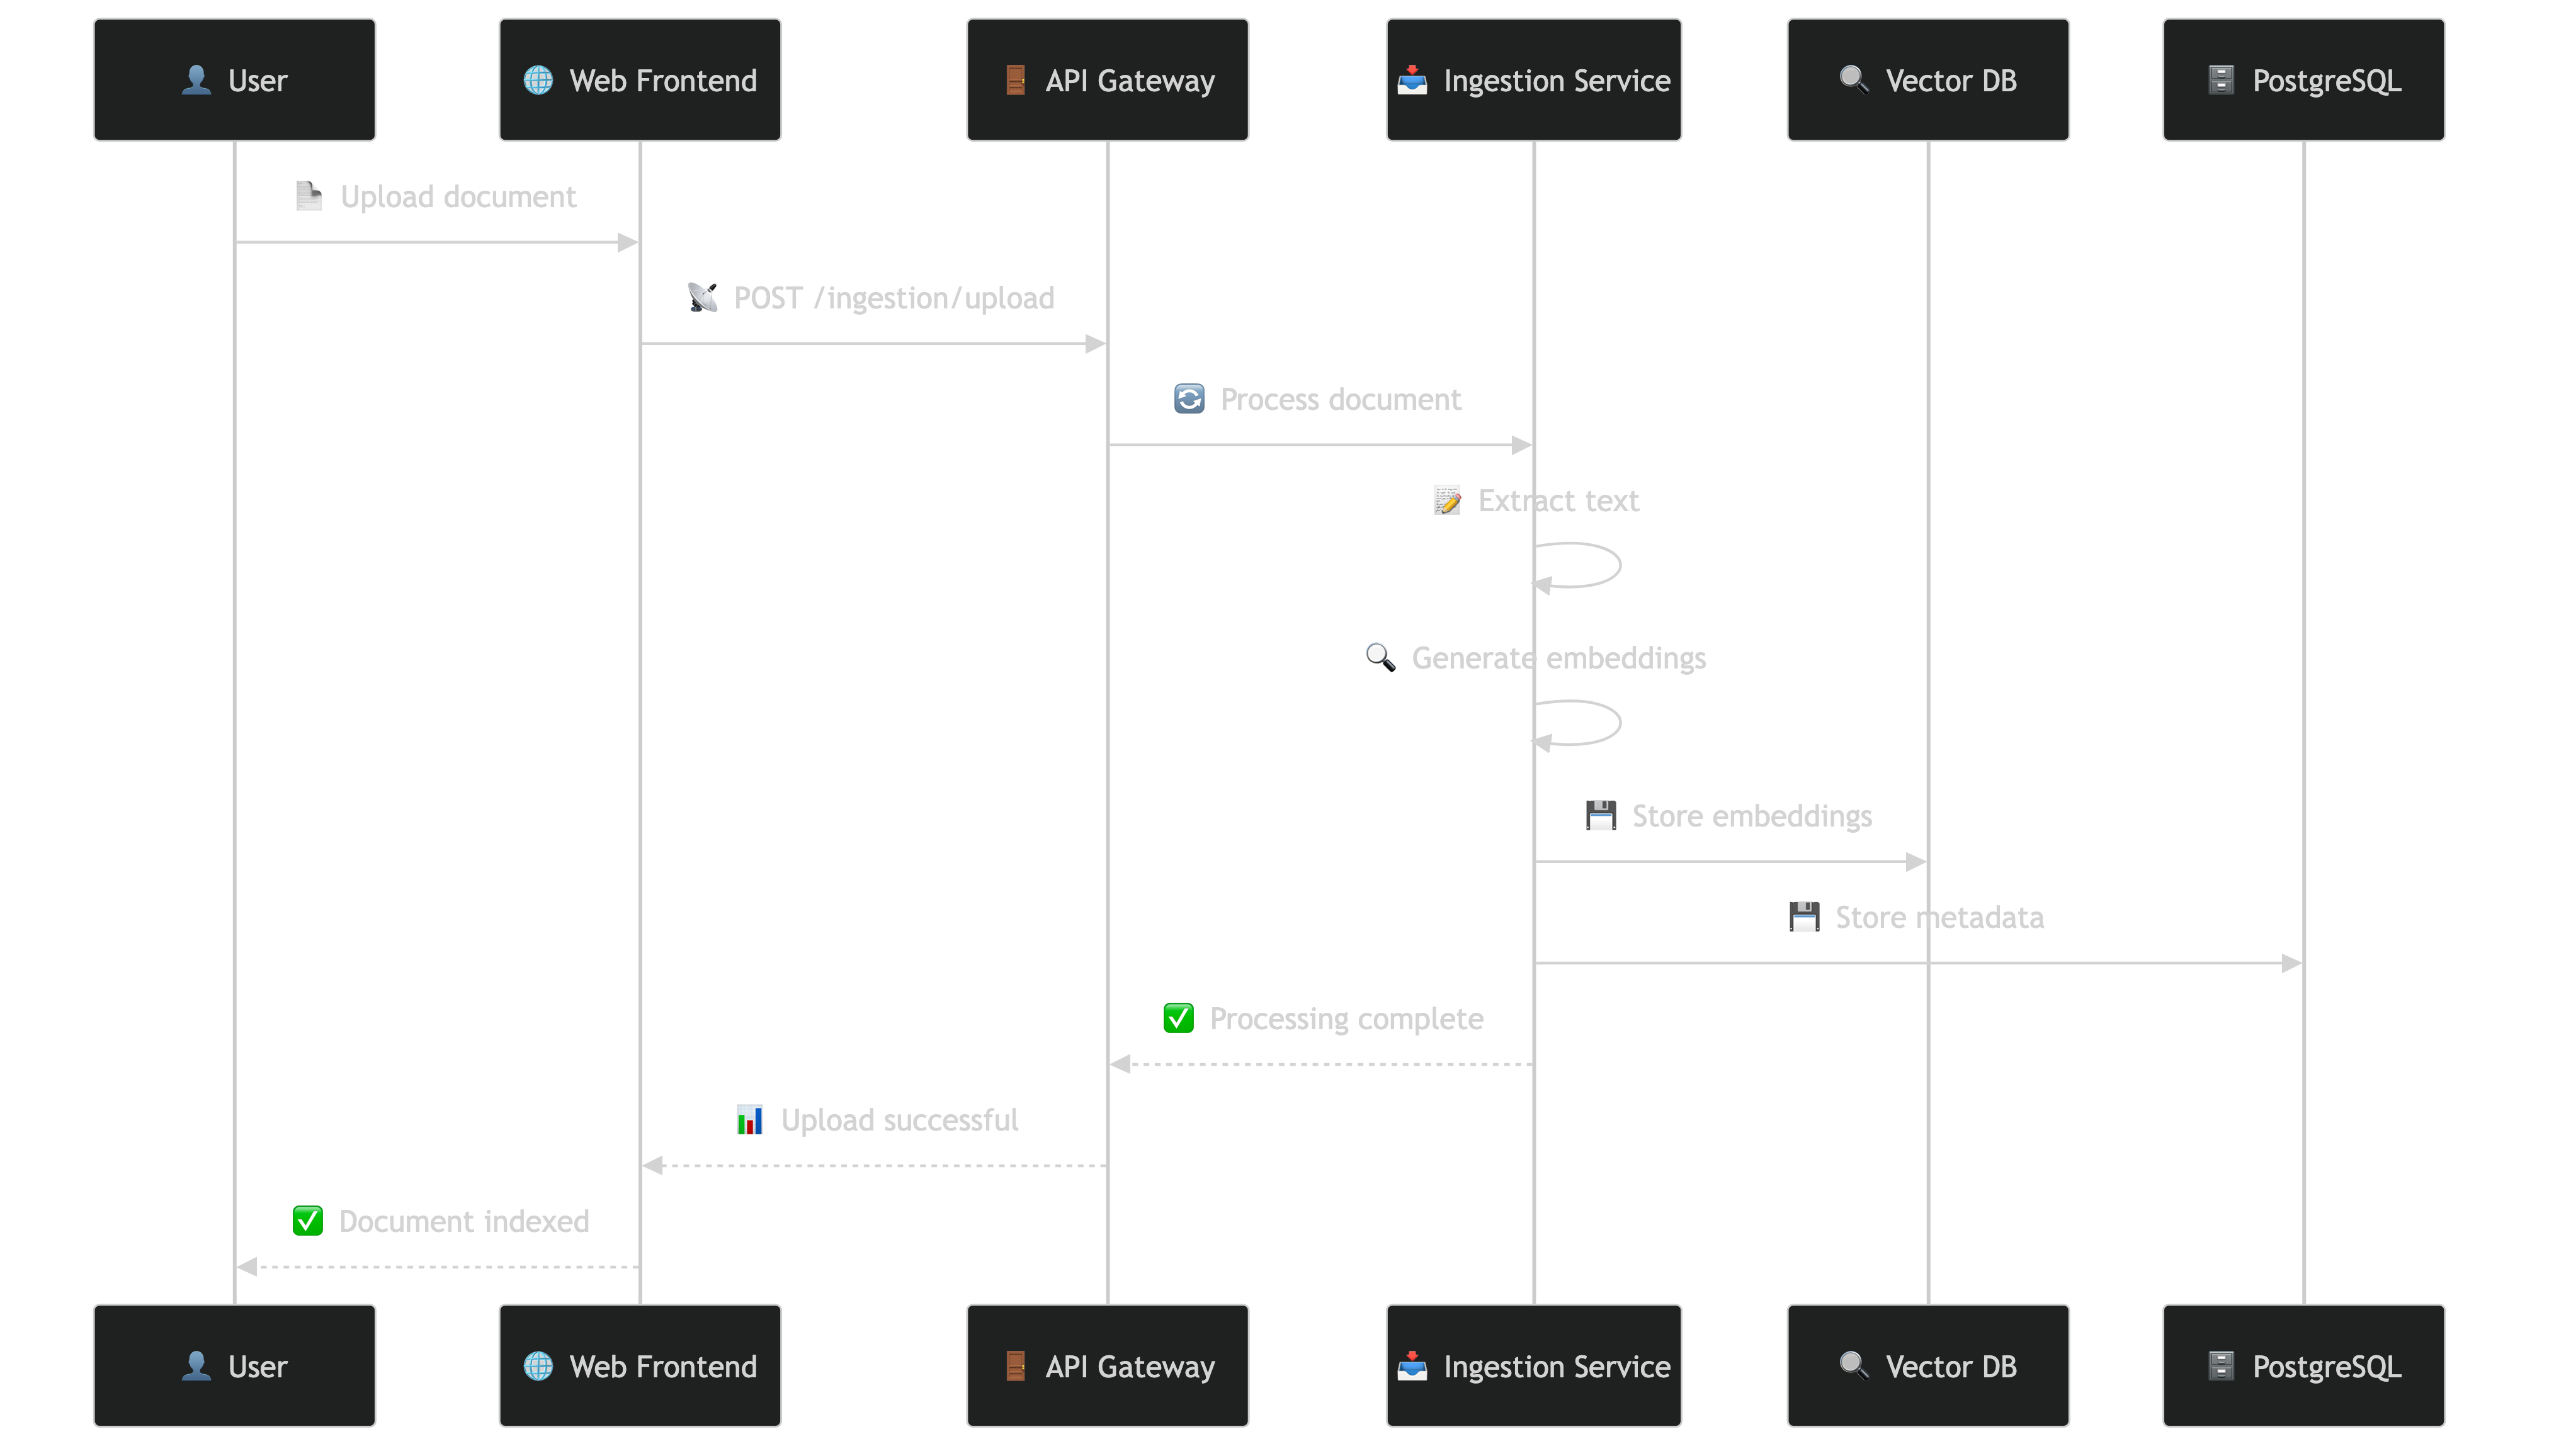 User
Web Frontend
API Gateway
Ingestion Service
Vector DB
PostgreSQL
Upload document
POST /ingestion/upload
Process document
Extract text
Generate embeddings
Store embeddings
Store metadata
Processing complete
Upload successful
Document indexed
User
Web Frontend
API Gateway
Ingestion Service
Vector DB
PostgreSQL